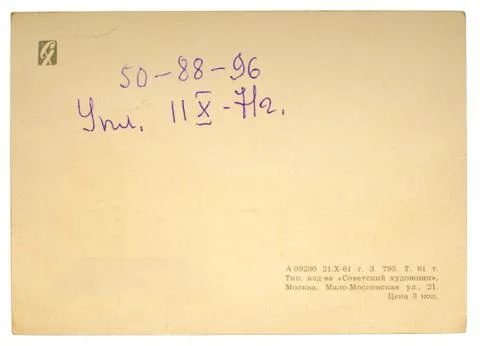 50-88-96
Упл. 11 X - 71г.
А 09280 21.X-61 г. З. 795. Т. 61 т.
Тип. изд-ва «Советский художник».
Москва, Мало-Московская ул., 21.
Цена 3 коп.